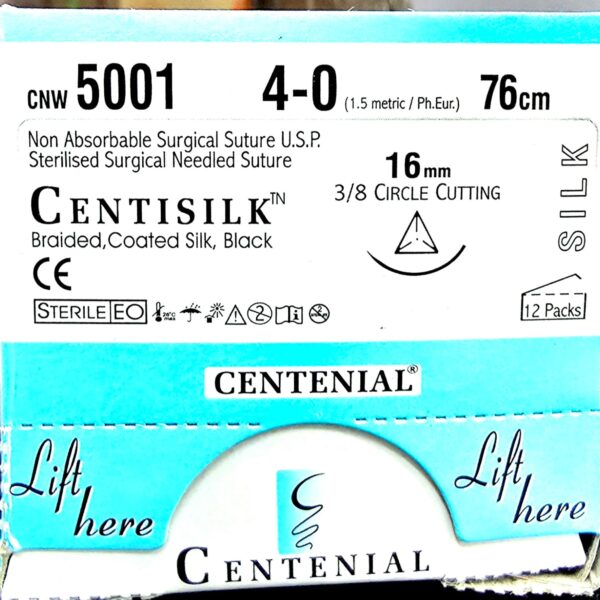 CNW 5001 4-0 (1.5 metric / Ph.Eur.) 76cm
Non Absorbable Surgical Suture U.S.P.
Sterilised Surgical Needled Suture
CENTISILK™
Braided,Coated Silk, Black
CE
16mm
3/8 CIRCLE CUTTING
SILK
STERILE EO
2
12 Packs
CENTENIAL®
Lift here
Lift here
CENTENIAL